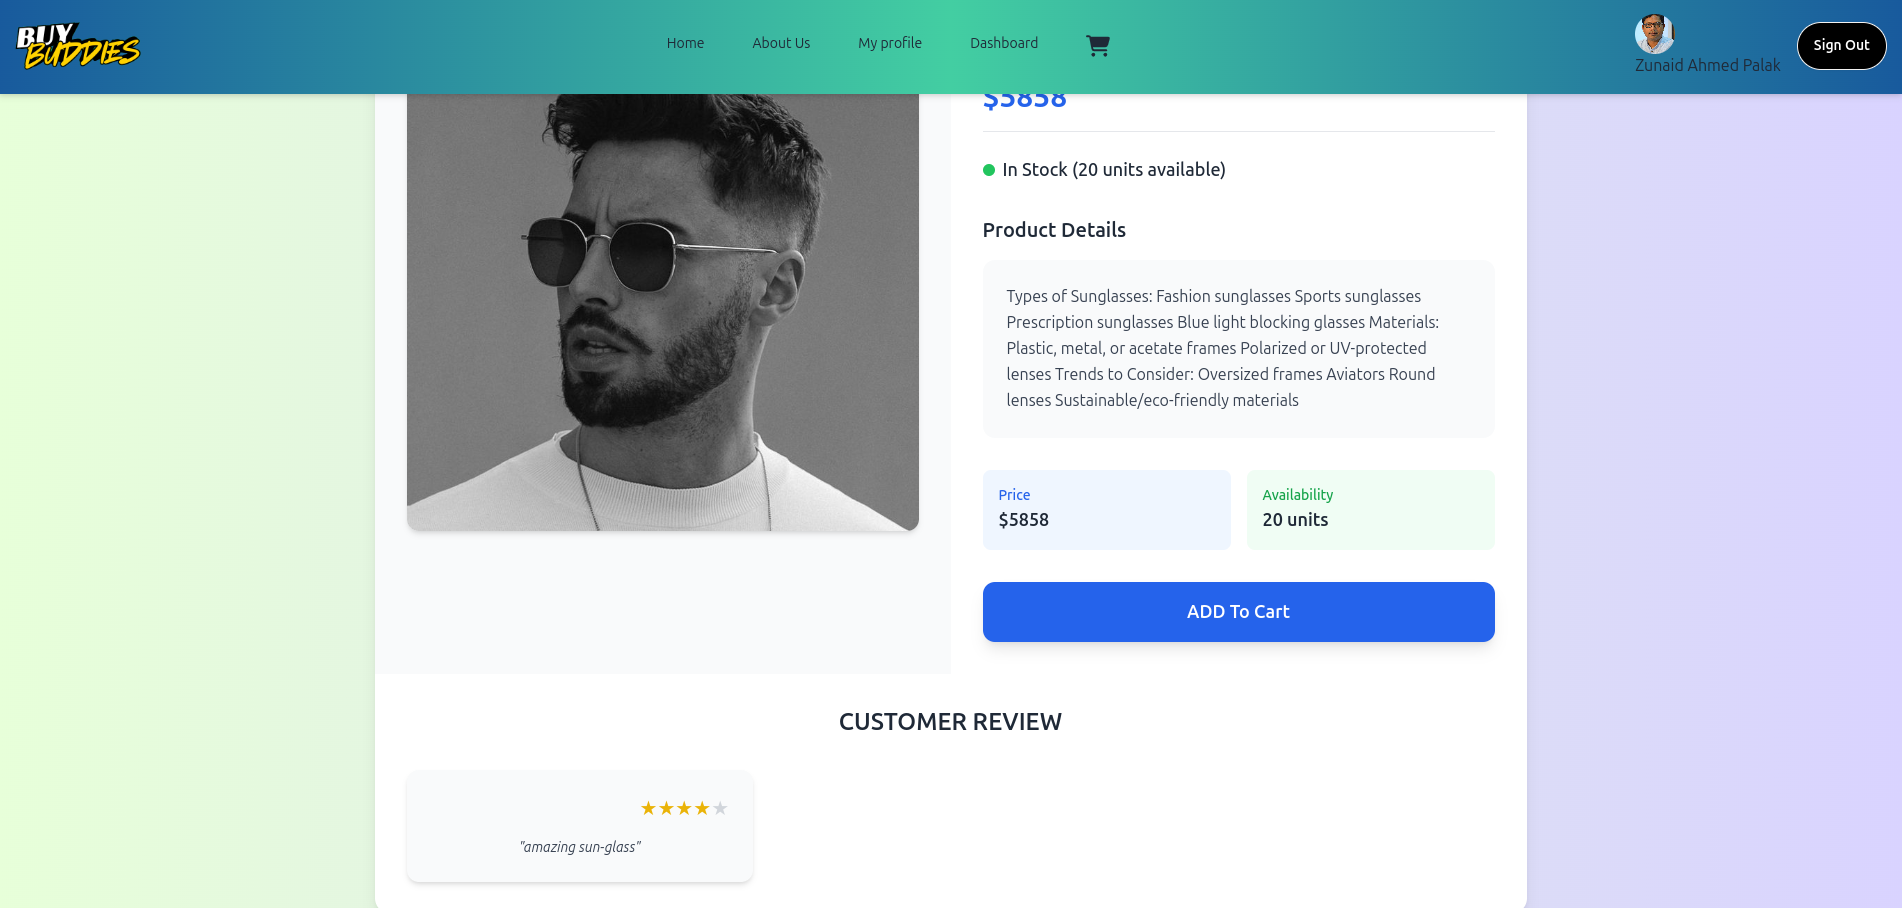 BUY
BUDDIES
Home
About Us
My profile
Dashboard
Zunaid Ahmed Palak
Sign Out
$5858
In Stock (20 units available)
Product Details
Types of Sunglasses: Fashion sunglasses Sports sunglasses
Prescription sunglasses Blue light blocking glasses Materials:
Plastic, metal, or acetate frames Polarized or UV-protected
lenses Trends to Consider: Oversized frames Aviators Round
lenses Sustainable/eco-friendly materials
Price
$5858
Availability
20 units
ADD To Cart
CUSTOMER REVIEW
"amazing sun-glass"